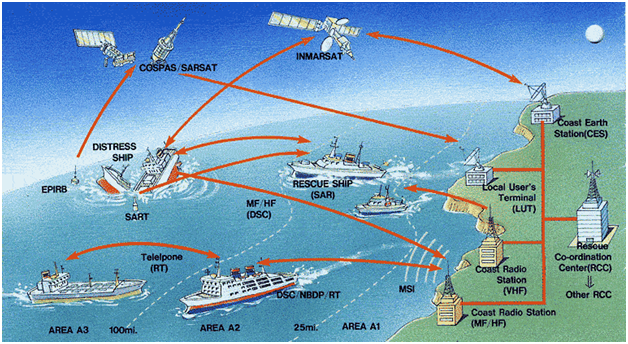 COSPAS/SARSAT
INMARSAT
Coast Earth
Station(CES)
DISTRESS
SHIP
EPIRB
SART
RESCUE SHIP
(SAR)
MF/HF
(DSC)
Local User's
Terminal
(LUT)
Rescue
Co-ordination
Center(RCC)
⇓
Other RCC
Telelpone
(RT)
DSC/NBDP/RT
MSI
Coast Radio
Station
(VHF)
Coast Radio Station
(MF/HF)
AREA A3
100mi.
AREA A2
25mi.
AREA A1